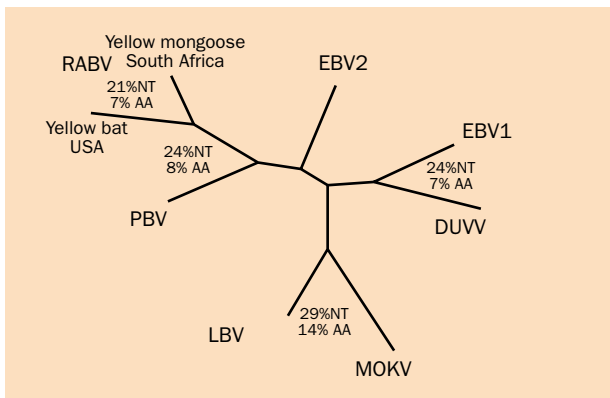 Yellow mongoose
South Africa
RABV
21%NT
7% AA
Yellow bat
USA
24%NT
8% AA
PBV
EBV2
EBV1
24%NT
7% AA
DUVV
29%NT
14% AA
LBV
MOKV